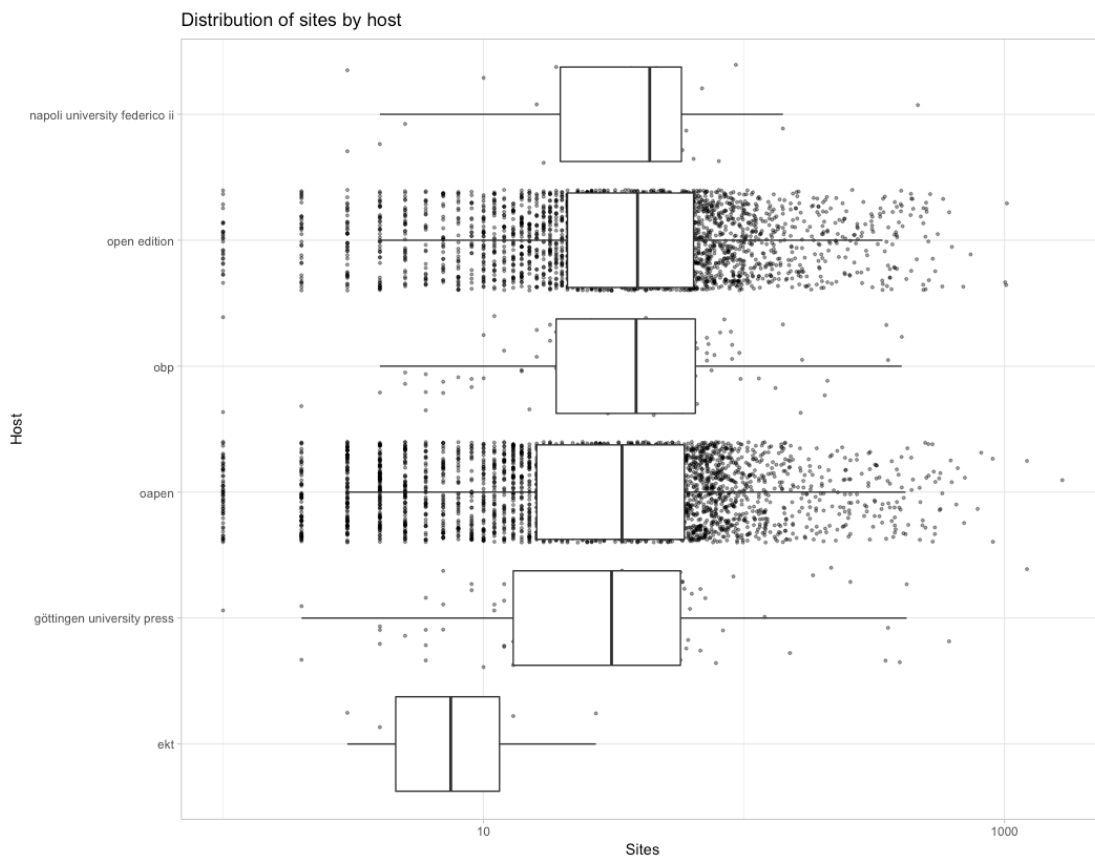 Distribution of sites by host
napoli university federico ii
open edition
obp
oapen
göttingen university press
ekt
Host
10
1000
Sites